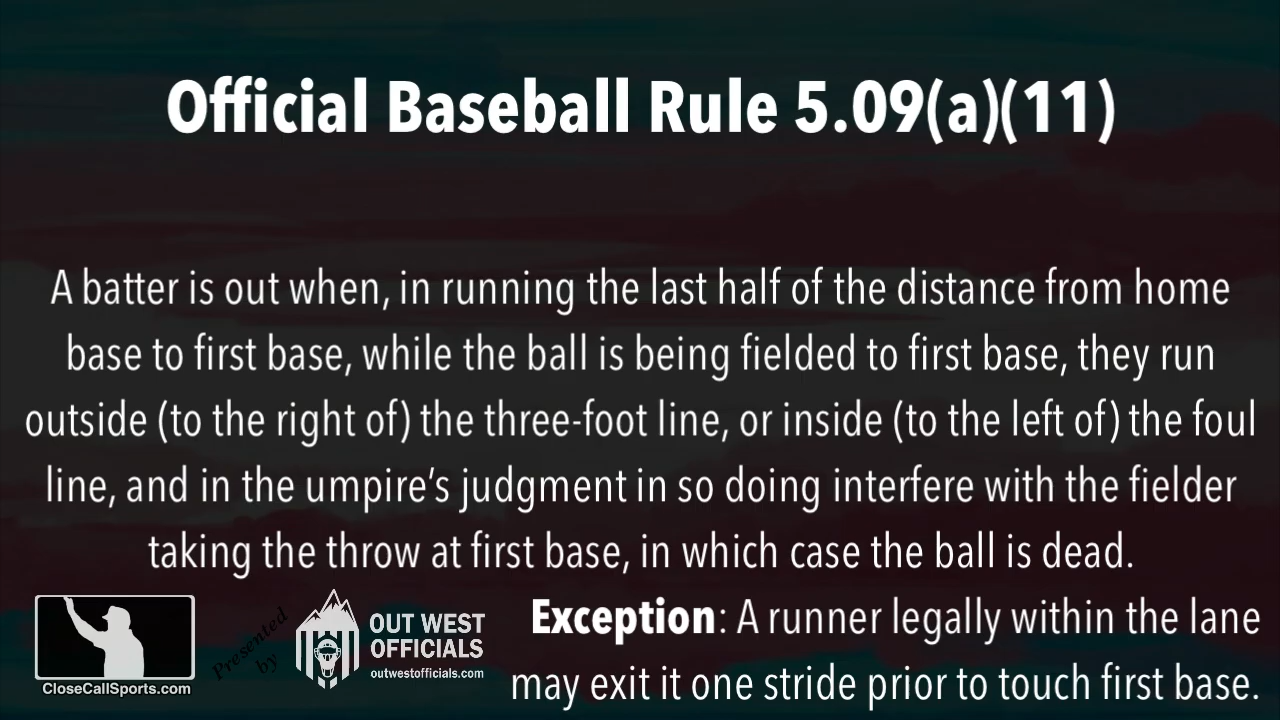 Official Baseball Rule 5.09(a)(11)
A batter is out when, in running the last half of the distance from home
base to first base, while the ball is being fielded to first base, they run
outside (to the right of) the three-foot line, or inside (to the left of) the foul
line, and in the umpire’s judgment in so doing interfere with the fielder
taking the throw at first base, in which case the ball is dead.
Exception: A runner legally within the lane
may exit it one stride prior to touch first base.
CloseCallSports.com
Presented
by
OUT WEST
OFFICIALS
outwestofficials.com